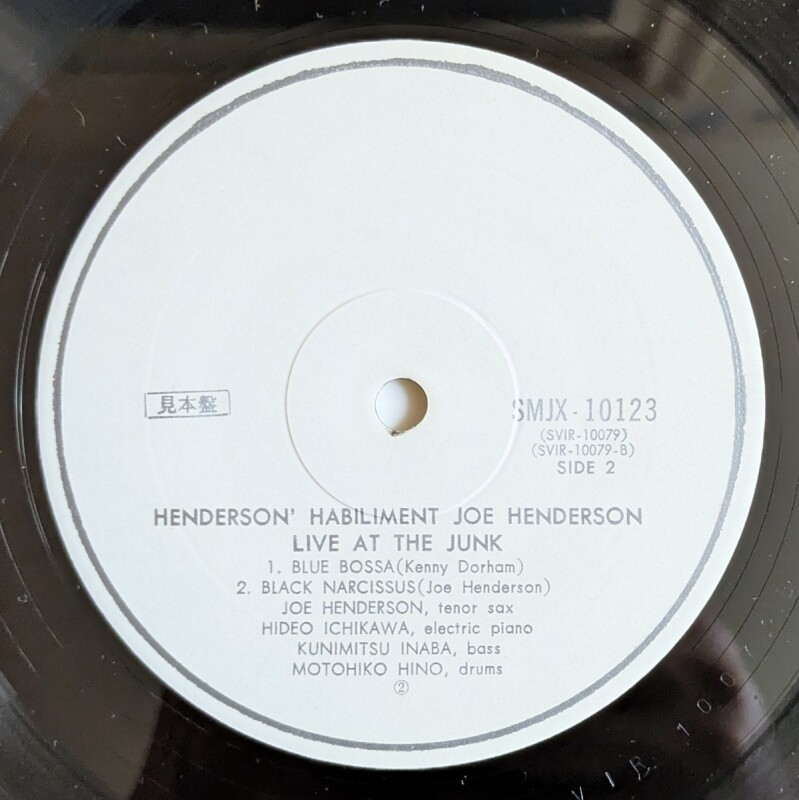 見本盤
SMJX-10123
(SVIR-10079)
(SVIR-10079-B)
SIDE 2
HENDERSON' HABILIMENT JOE HENDERSON
LIVE AT THE JUNK
1. BLUE BOSSA(Kenny Dorham)
2. BLACK NARCISSUS(Joe Henderson)
JOE HENDERSON, tenor sax
HIDEO ICHIKAWA, electric piano
KUNIMITSU INABA, bass
MOTOHIKO HINO, drums
②